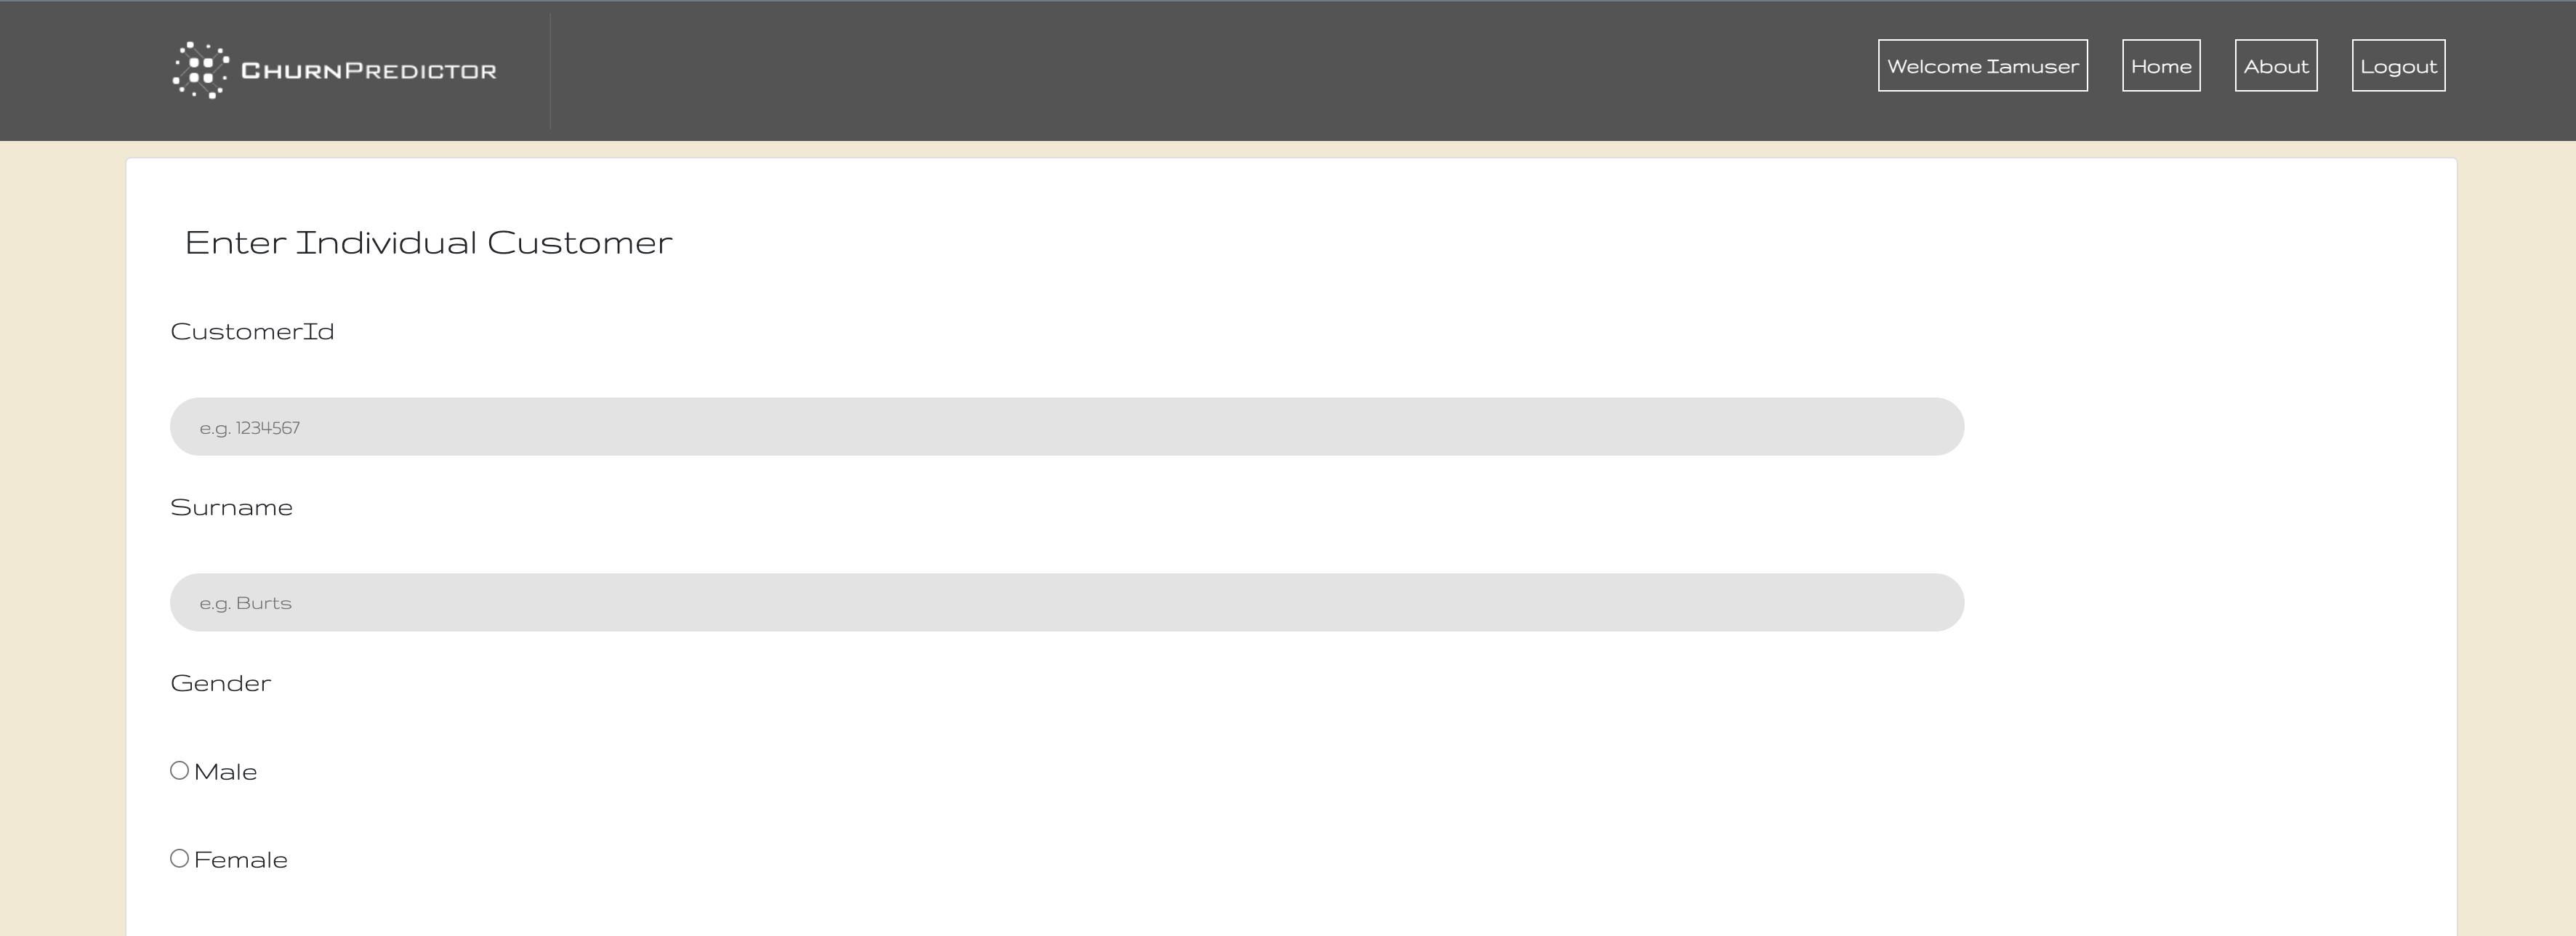 CHURNPREDICTOR
Welcome Iamuser
Home
About
Logout
Enter Individual Customer
CustomerId
e.g. 1234567
Surname
e.g. Burts
Gender
Male
Female